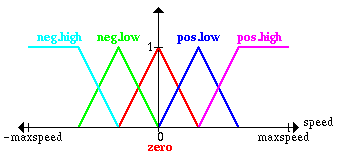 neg.high neg.low pos.low pos.high
1
speed
-maxspeed 0 maxspeed
zero